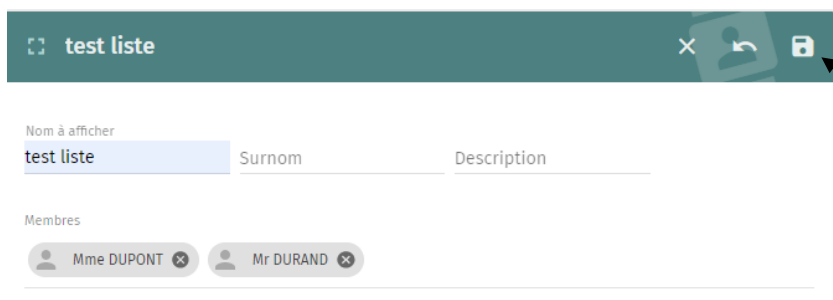 test liste
Nom à afficher
test liste Surnom Description
Membres
Mme DUPONT Mr DURAND